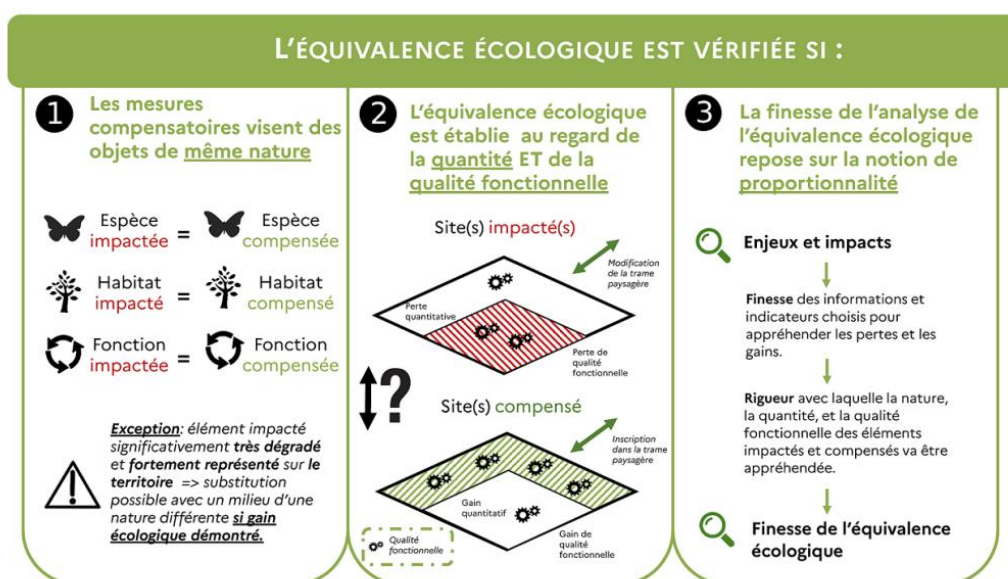 L'ÉQUIVALENCE ÉCOLOGIQUE EST VÉRIFIÉE SI :
1
Les mesures
compensatoires visent des
objets de même nature
Espèce
impactée
=
Espèce
compensée
Habitat
impacté
=
Habitat
compensé
Fonction
impactée
=
Fonction
compensée
Exception: élément impacté
significativement très dégradé
et fortement représenté sur le
territoire => substitution
possible avec un milieu d'une
nature différente si gain
écologique démontré.
2
L'équivalence écologique
est établie au regard de
la quantité ET de la
qualité fonctionnelle
Site(s) impacté(s)
Modification
de la trame
paysagère
Perte
quantitative
Perte de
qualité
fonctionnelle
?
Site(s) compensé
Inscription
dans la trame
paysagère
Gain
quantitatif
Gain de
qualité
fonctionnelle
Qualité
fonctionnelle
3
La finesse de l'analyse de
l'équivalence écologique
repose sur la notion de
proportionnalité
Enjeux et impacts
Finesse des informations et
indicateurs choisis pour
appréhender les pertes et les
gains.
Rigueur avec laquelle la nature,
la quantité, et la qualité
fonctionnelle des éléments
impactés et compensés va être
appréhendée.
Finesse de l'équivalence
écologique